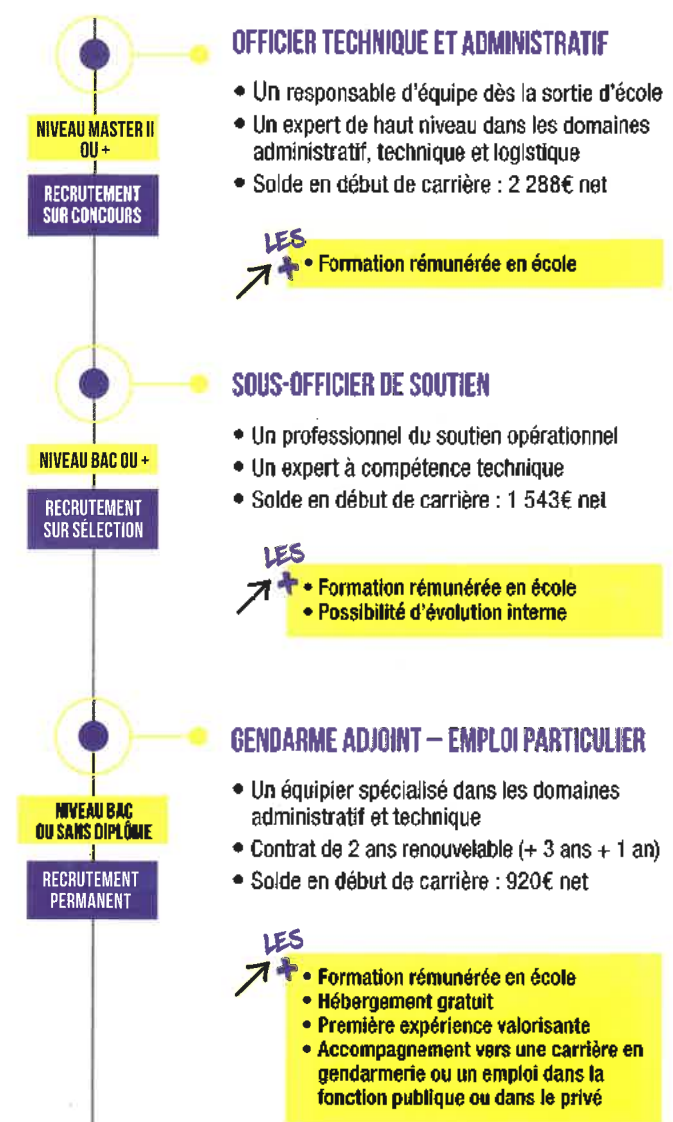 OFFICIER TECHNIQUE ET ADMINISTRATIF
NIVEAU MASTER II
OU +
RECRUTEMENT
SUR CONCOURS
• Un responsable d'équipe dès la sortie d'école
• Un expert de haut niveau dans les domaines
administratif, technique et logistique
• Solde en début de carrière : 2 288€ net
LES
+
• Formation rémunérée en école
SOUS-OFFICIER DE SOUTIEN
NIVEAU BAC OU +
RECRUTEMENT
SUR SÉLECTION
• Un professionnel du soutien opérationnel
• Un expert à compétence technique
• Solde en début de carrière : 1 543€ net
LES
+
• Formation rémunérée en école
• Possibilité d'évolution interne
GENDARME ADJOINT – EMPLOI PARTICULIER
NIVEAU BAC
OU SANS DIPLÔME
RECRUTEMENT
PERMANENT
• Un équipier spécialisé dans les domaines
administratif et technique
• Contrat de 2 ans renouvelable (+ 3 ans + 1 an)
• Solde en début de carrière : 920€ net
LES
+
• Formation rémunérée en école
• Hébergement gratuit
• Première expérience valorisante
• Accompagnement vers une carrière en
gendarmerie ou un emploi dans la
fonction publique ou dans le privé